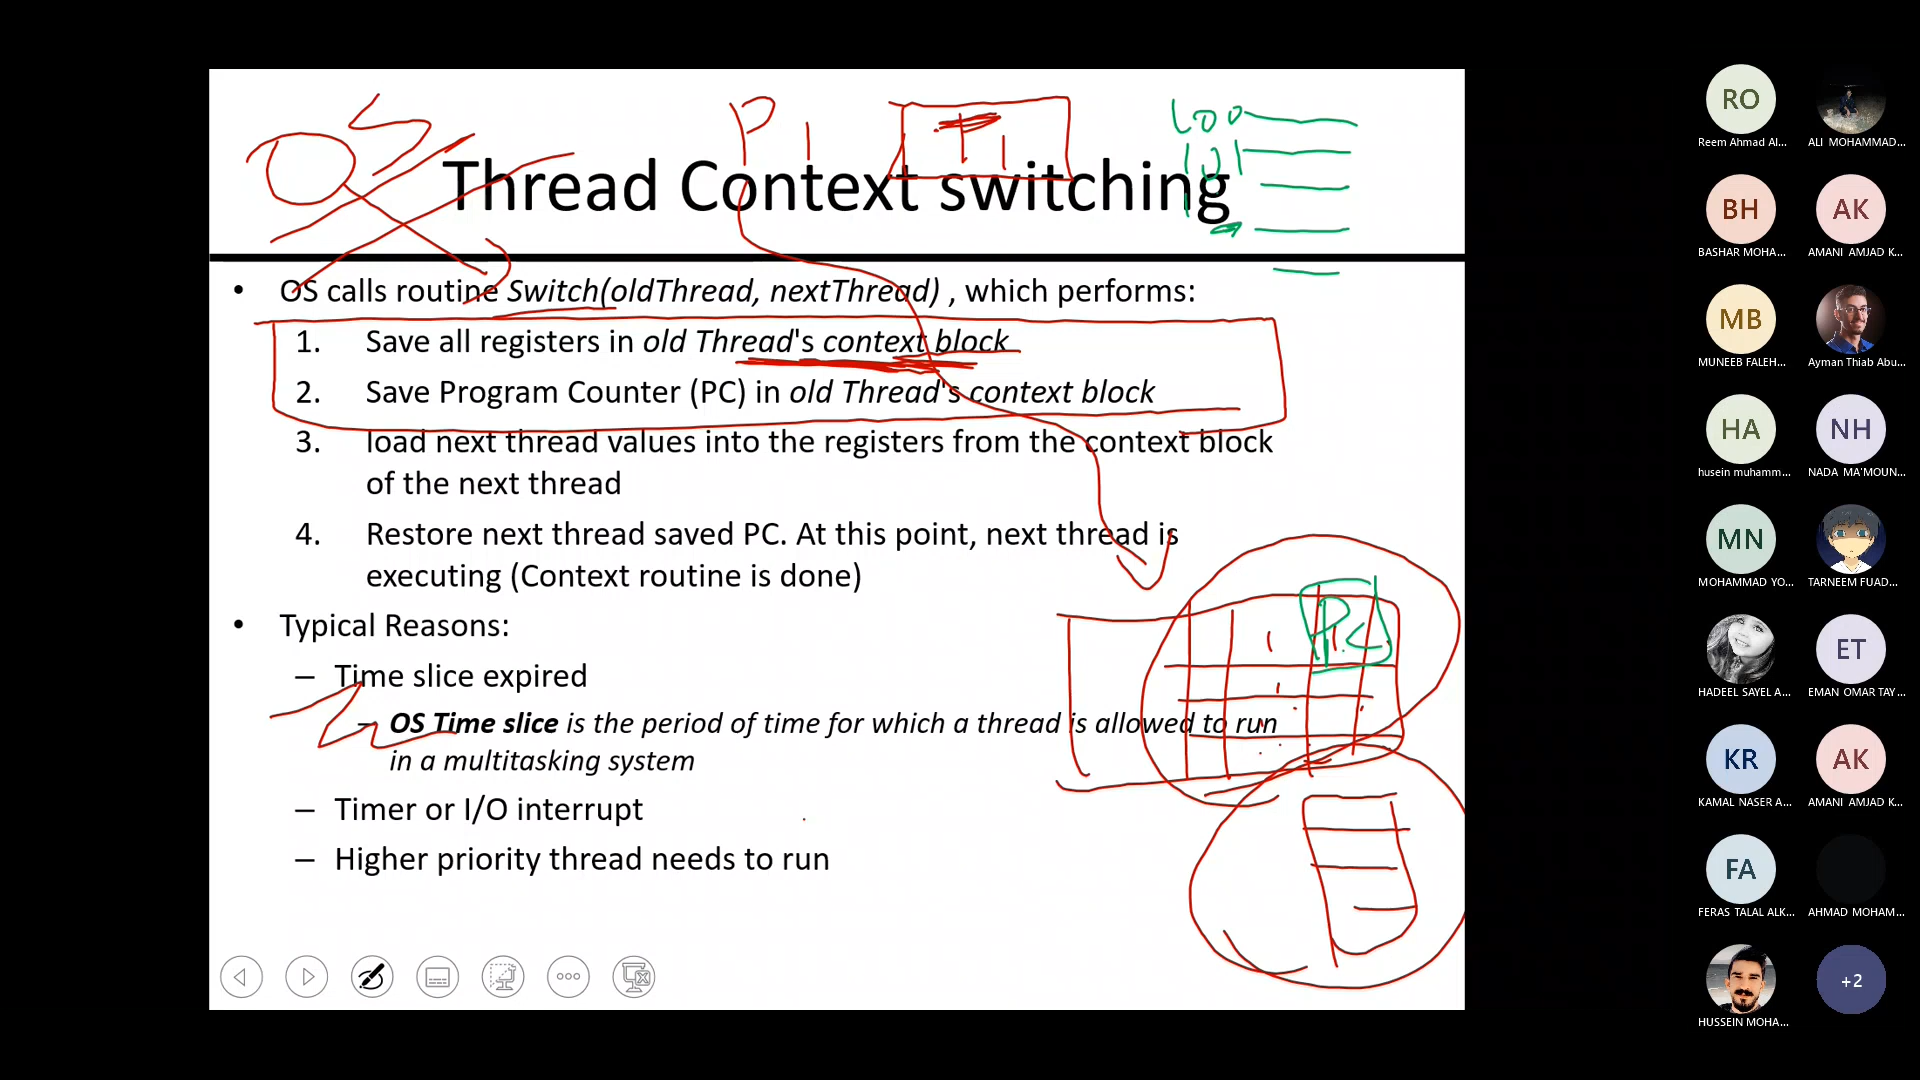 OS
P1
P1
100
101
Thread Context switching
• OS calls routine Switch(oldThread, nextThread) , which performs:
1. Save all registers in old Thread's context block
2. Save Program Counter (PC) in old Thread's context block
3. load next thread values into the registers from the context block
of the next thread
4. Restore next thread saved PC. At this point, next thread is
executing (Context routine is done)
PC
• Typical Reasons:
– Time slice expired
– OS Time slice is the period of time for which a thread is allowed to run
in a multitasking system
– Timer or I/O interrupt
– Higher priority thread needs to run
RO
Reem Ahmad Al...
ALI MOHAMMAD...
BH
BASHAR MOHA...
AK
AMANI AMJAD K...
MB
MUNEEB FALEH...
Ayman Thiab Abu...
HA
husein muhamm...
NH
NADA MA'MOUN...
MN
MOHAMMAD YO...
TARNEEM FUAD...
HADEEL SAYEL A...
ET
EMAN OMAR TAY...
KR
KAMAL NASER A...
AK
AMANI AMJAD K...
FA
FERAS TALAL ALK...
AHMAD MOHAM...
HUSSEIN MOHA...
+2